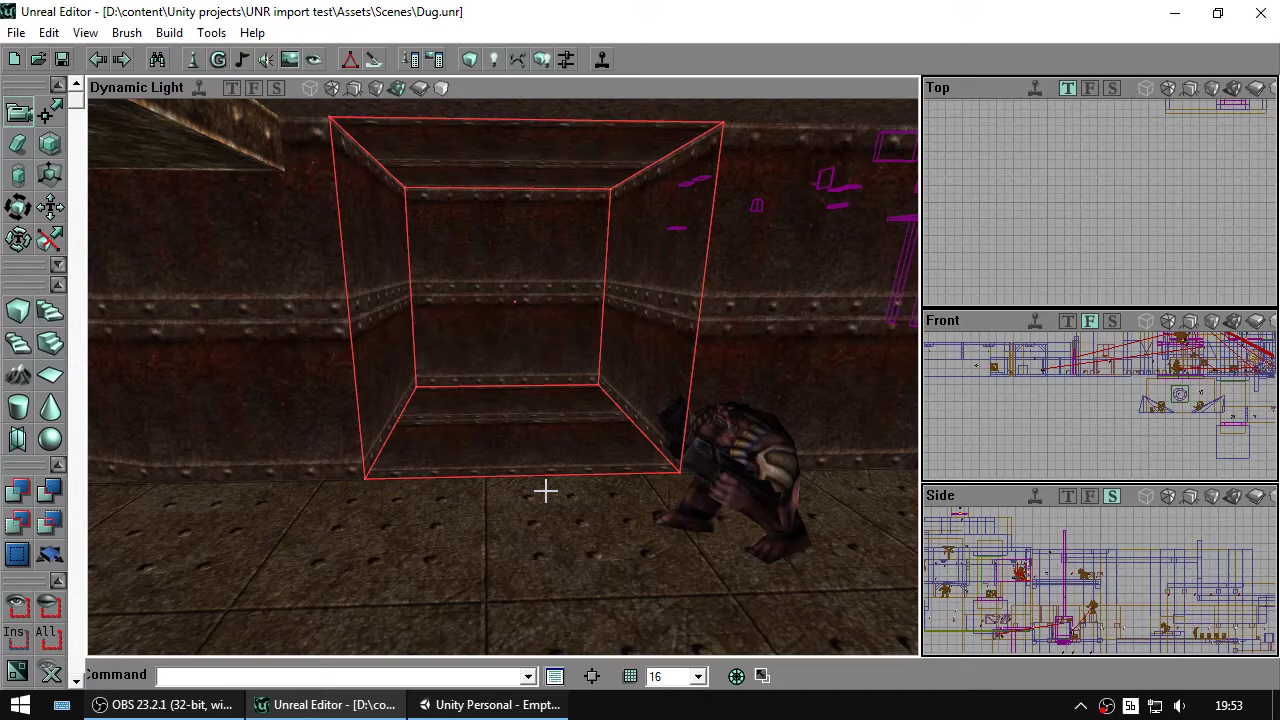 Unreal Editor - [D:\content\Unity projects\UNR import test\Assets\Scenes\Dug.unr]
File Edit View Brush Build Tools Help
Dynamic Light T F S
Top T F S
Front T F S
Side T F S
Ins All
Command 16
OBS 23.2.1 (32-bit, wi... Unreal Editor - [D:\co... Unity Personal - Empt... 19:53